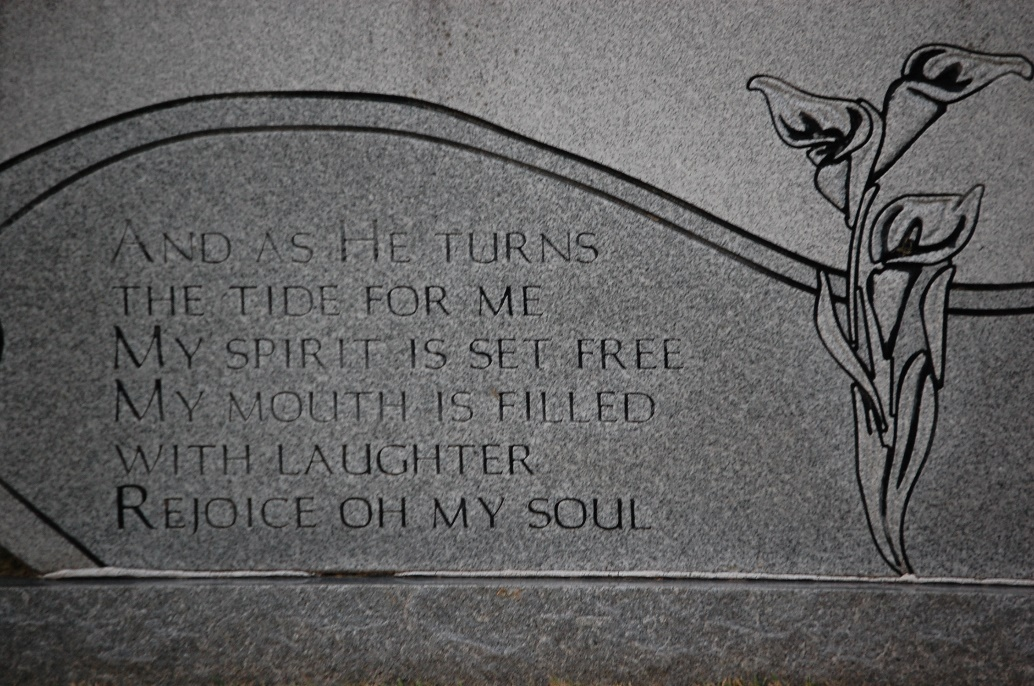 And as He turns
the tide for me
My spirit is set free
My mouth is filled
with laughter
Rejoice oh my soul